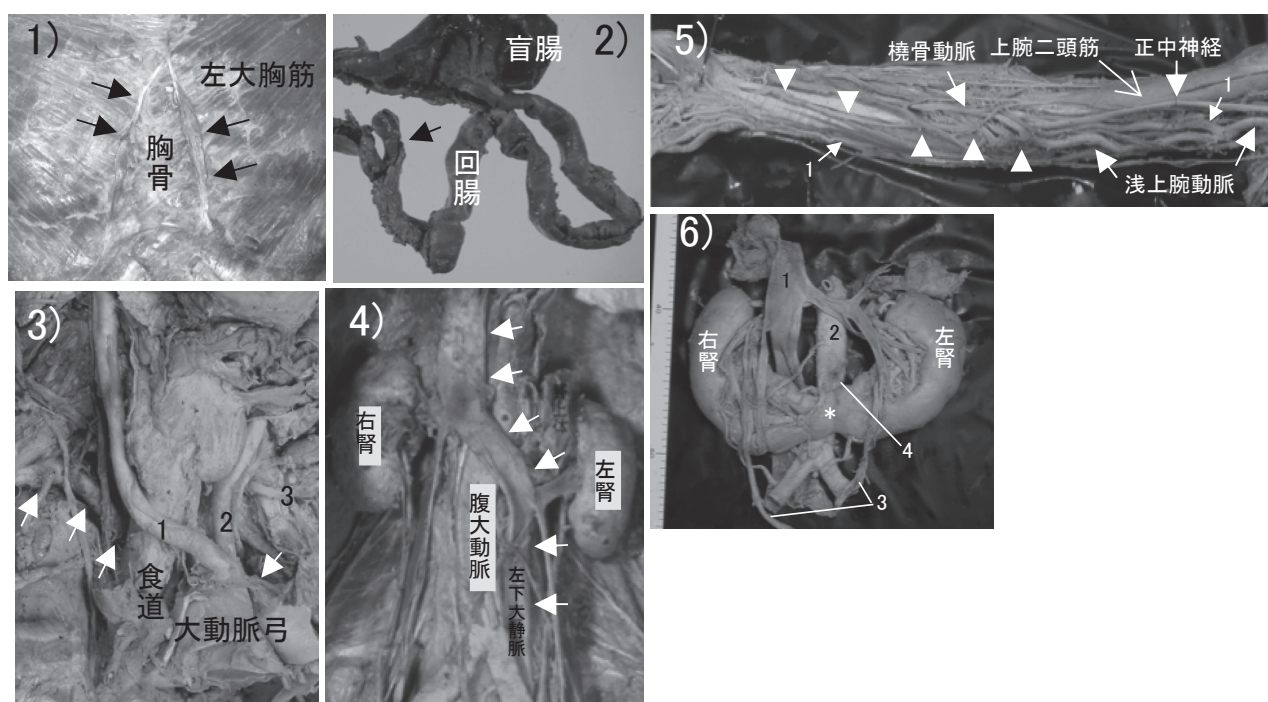 1)
左大胸筋
胸骨
2)
盲腸
回腸
3)
1
2
3
食道
大動脈弓
4)
右腎
左腎
腹大動脈
左下大静脈
5)
橈骨動脈
上腕二頭筋
正中神経
1
1
浅上腕動脈
6)
1
2
右腎
左腎
*
4
3